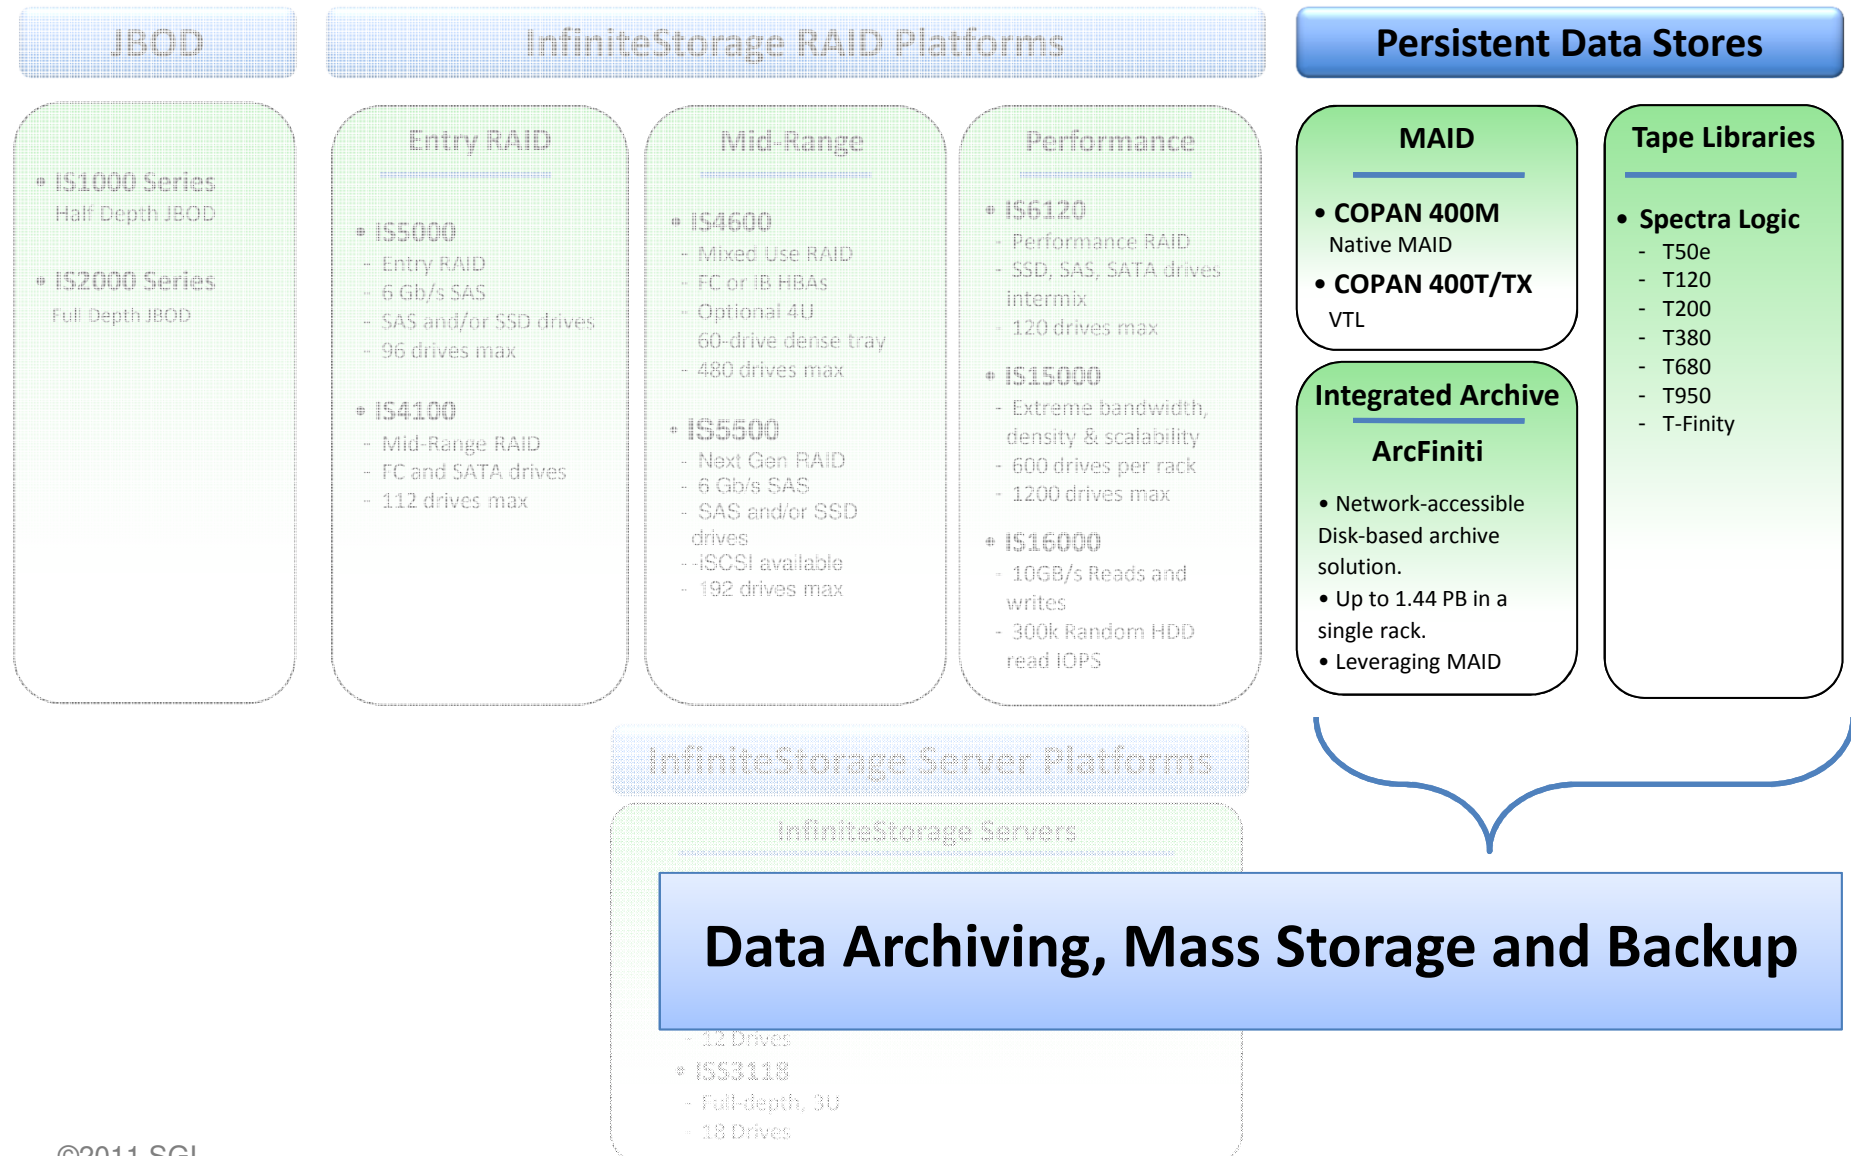 JBOD
InfiniteStorage RAID Platforms
Persistent Data Stores
• IS1000 Series
Half Depth JBOD
• IS2000 Series
Full Depth JBOD
Entry RAID
• IS5000
- Entry RAID
- 6 Gb/s SAS
- SAS and/or SSD drives
- 96 drives max
• IS4100
- Mid-Range RAID
- FC and SATA drives
- 112 drives max
Mid-Range
• IS4600
- Mixed Use RAID
- FC or IB HBAs
- Optional 4U
60-drive dense tray
- 480 drives max
• IS5500
- Next Gen RAID
- 6 Gb/s SAS
- SAS and/or SSD
drives
--iSCSI available
- 192 drives max
Performance
• IS6120
- Performance RAID
- SSD, SAS, SATA drives
intermix
- 120 drives max
• IS15000
- Extreme bandwidth,
density & scalability
- 600 drives per rack
- 1200 drives max
• IS16000
- 10GB/s Reads and
writes
- 300k Random HDD
read IOPS
MAID
• COPAN 400M
Native MAID
• COPAN 400T/TX
VTL
Integrated Archive
ArcFiniti
• Network-accessible
Disk-based archive
solution.
• Up to 1.44 PB in a
single rack.
• Leveraging MAID
Tape Libraries
• Spectra Logic
- T50e
- T120
- T200
- T380
- T680
- T950
- T-Finity
InfiniteStorage Server Platforms
InfiniteStorage Servers
Data Archiving, Mass Storage and Backup
- 12 Drives
• ISS3118
- Full-depth, 3U
- 18 Drives
©2011 SGI